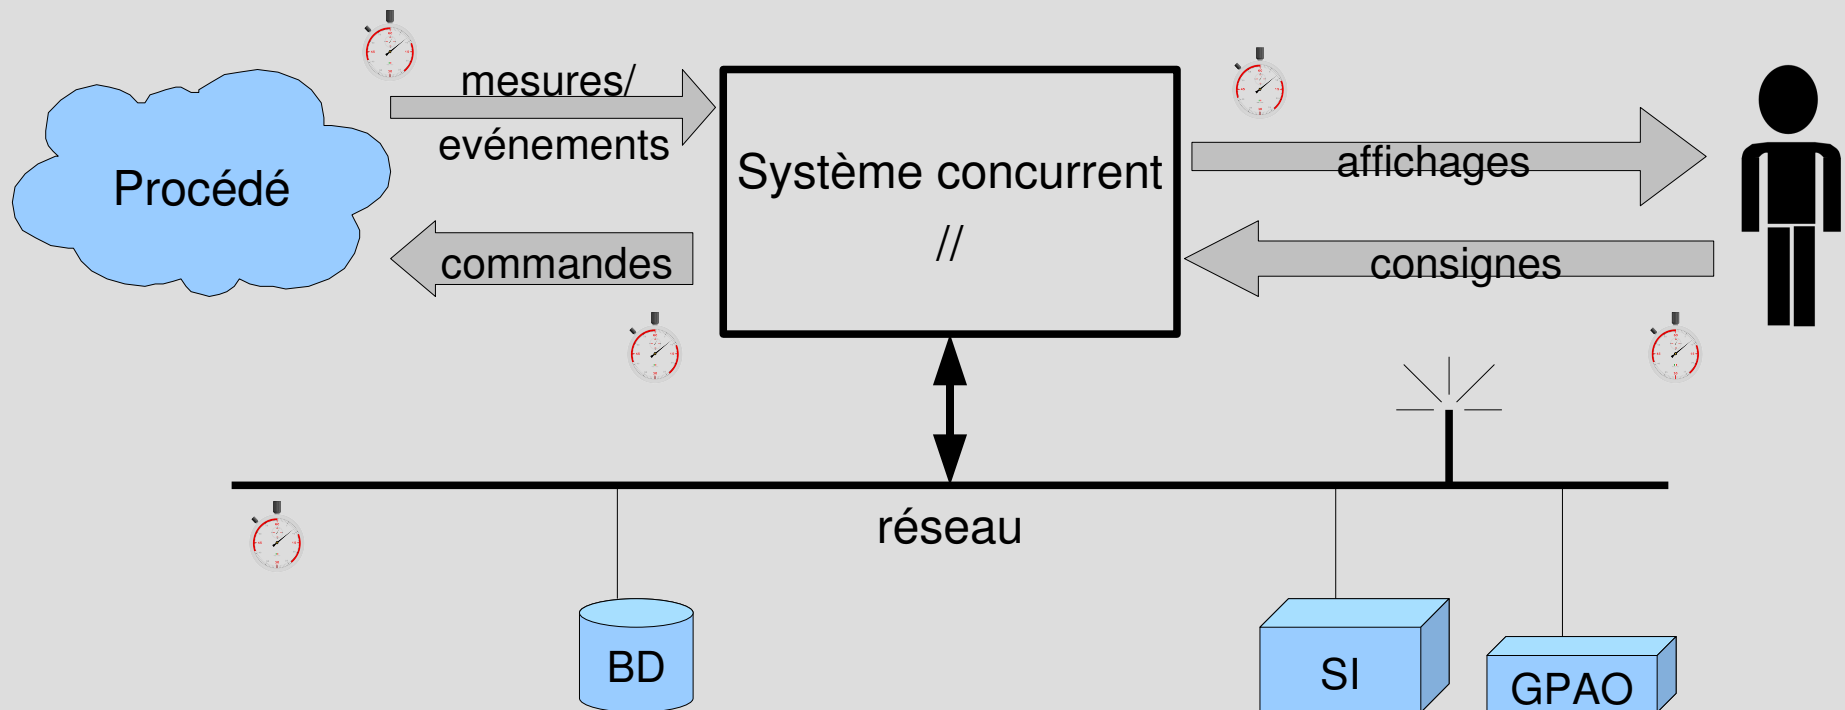 mesures/
evénements
Procédé
commandes
Système concurrent
//
affichages
consignes
réseau
BD
SI
GPAO